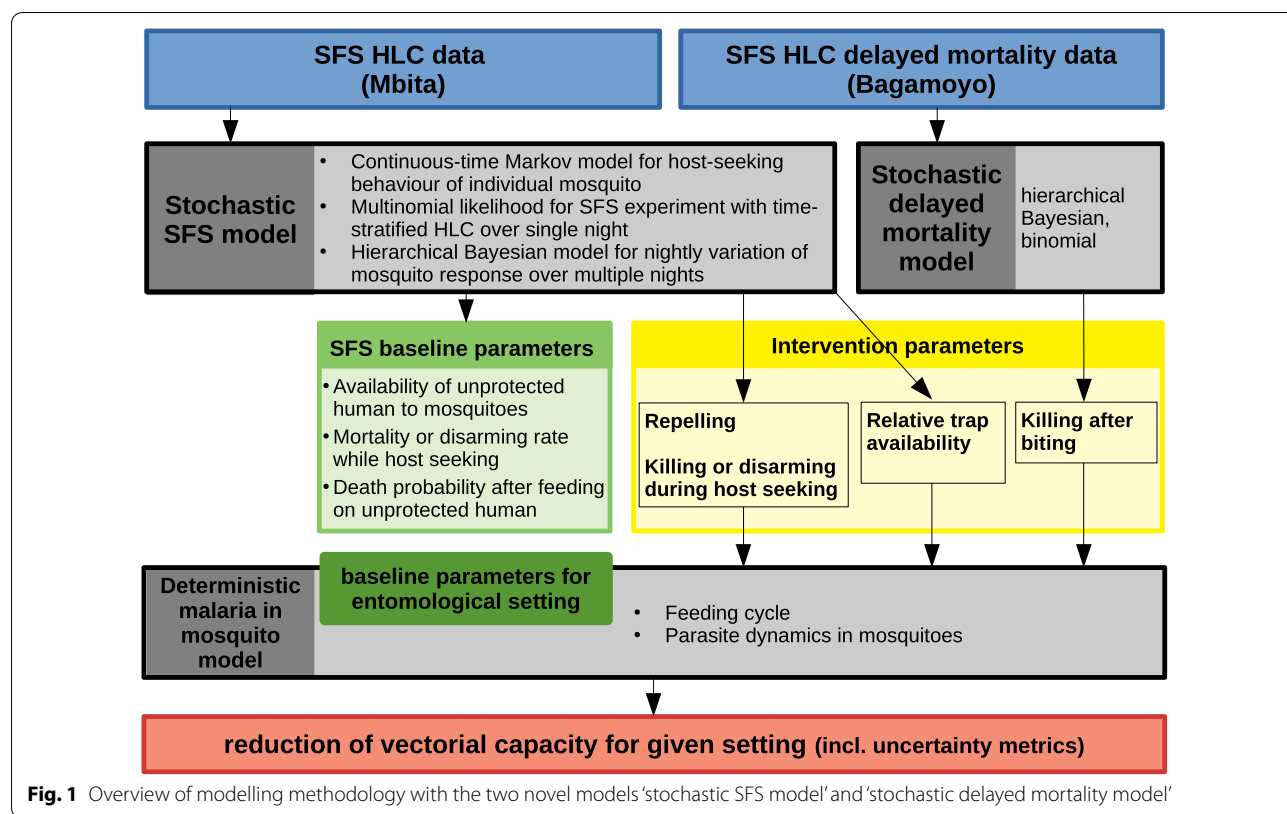 SFS HLC data
(Mbita)
SFS HLC delayed mortality data
(Bagamoyo)
Stochastic
SFS model
• Continuous-time Markov model for host-seeking
behaviour of individual mosquito
• Multinomial likelihood for SFS experiment with time-
stratified HLC over single night
• Hierarchical Bayesian model for nightly variation of
mosquito response over multiple nights
Stochastic
delayed
mortality
model
hierarchical
Bayesian,
binomial
SFS baseline parameters
• Availability of unprotected
human to mosquitoes
• Mortality or disarming rate
while host seeking
• Death probability after feeding
on unprotected human
Intervention parameters
Repelling
Killing or disarming
during host seeking
Relative trap
availability
Killing after
biting
Deterministic
malaria in
mosquito
model
baseline parameters for
entomological setting
• Feeding cycle
• Parasite dynamics in mosquitoes
reduction of vectorial capacity for given setting (incl. uncertainty metrics)
Fig. 1 Overview of modelling methodology with the two novel models ‘stochastic SFS model’ and ‘stochastic delayed mortality model’